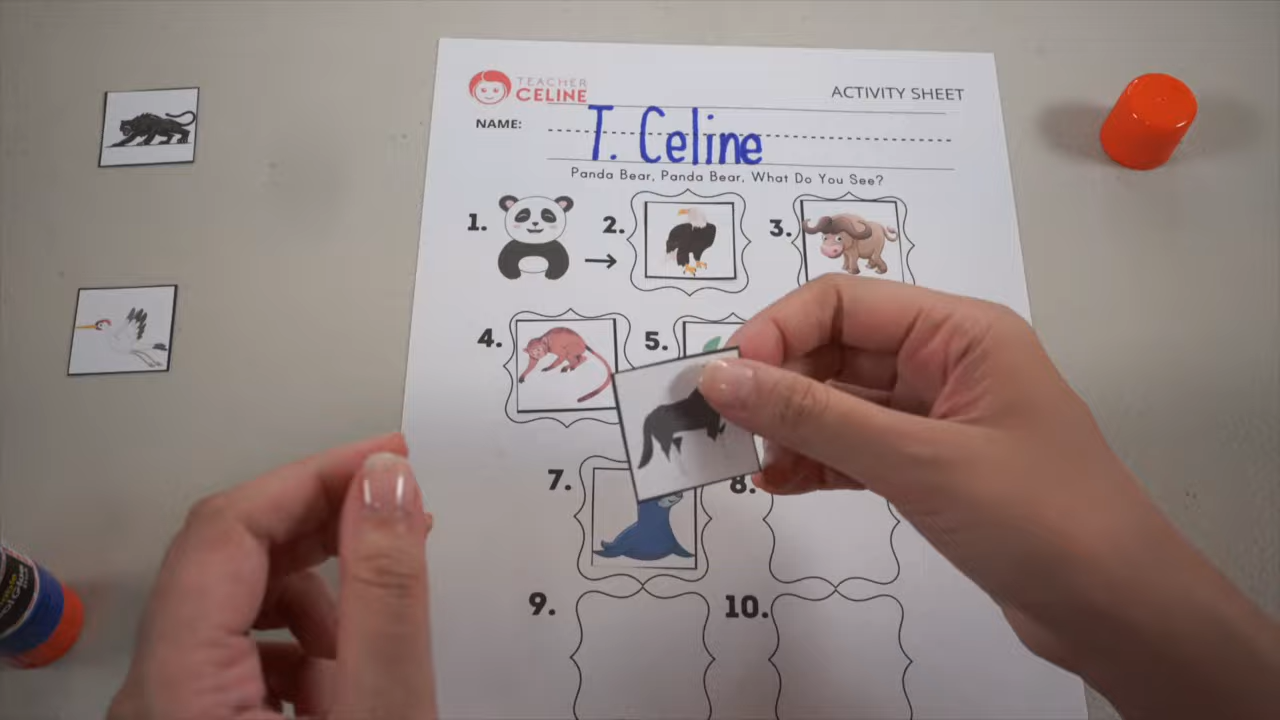 TEACHER
CELINE
ACTIVITY SHEET
NAME: T. Celine
Panda Bear, Panda Bear, What Do You See?
1. 2. 3.
4. 5.
7. 8.
9. 10.